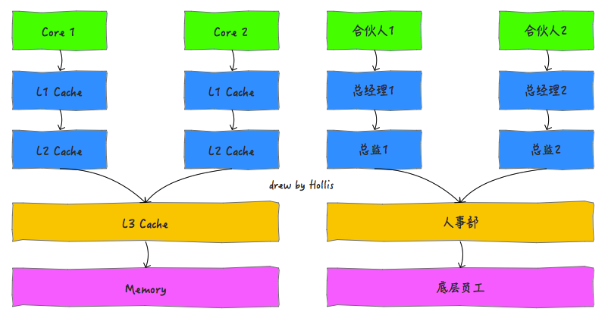 Core 1
Core 2
合伙人1
合伙人2
L1 Cache
L1 Cache
总经理1
总经理2
L2 Cache
L2 Cache
总监1
总监2
drew by Hollis
L3 Cache
人事部
Memory
底层员工